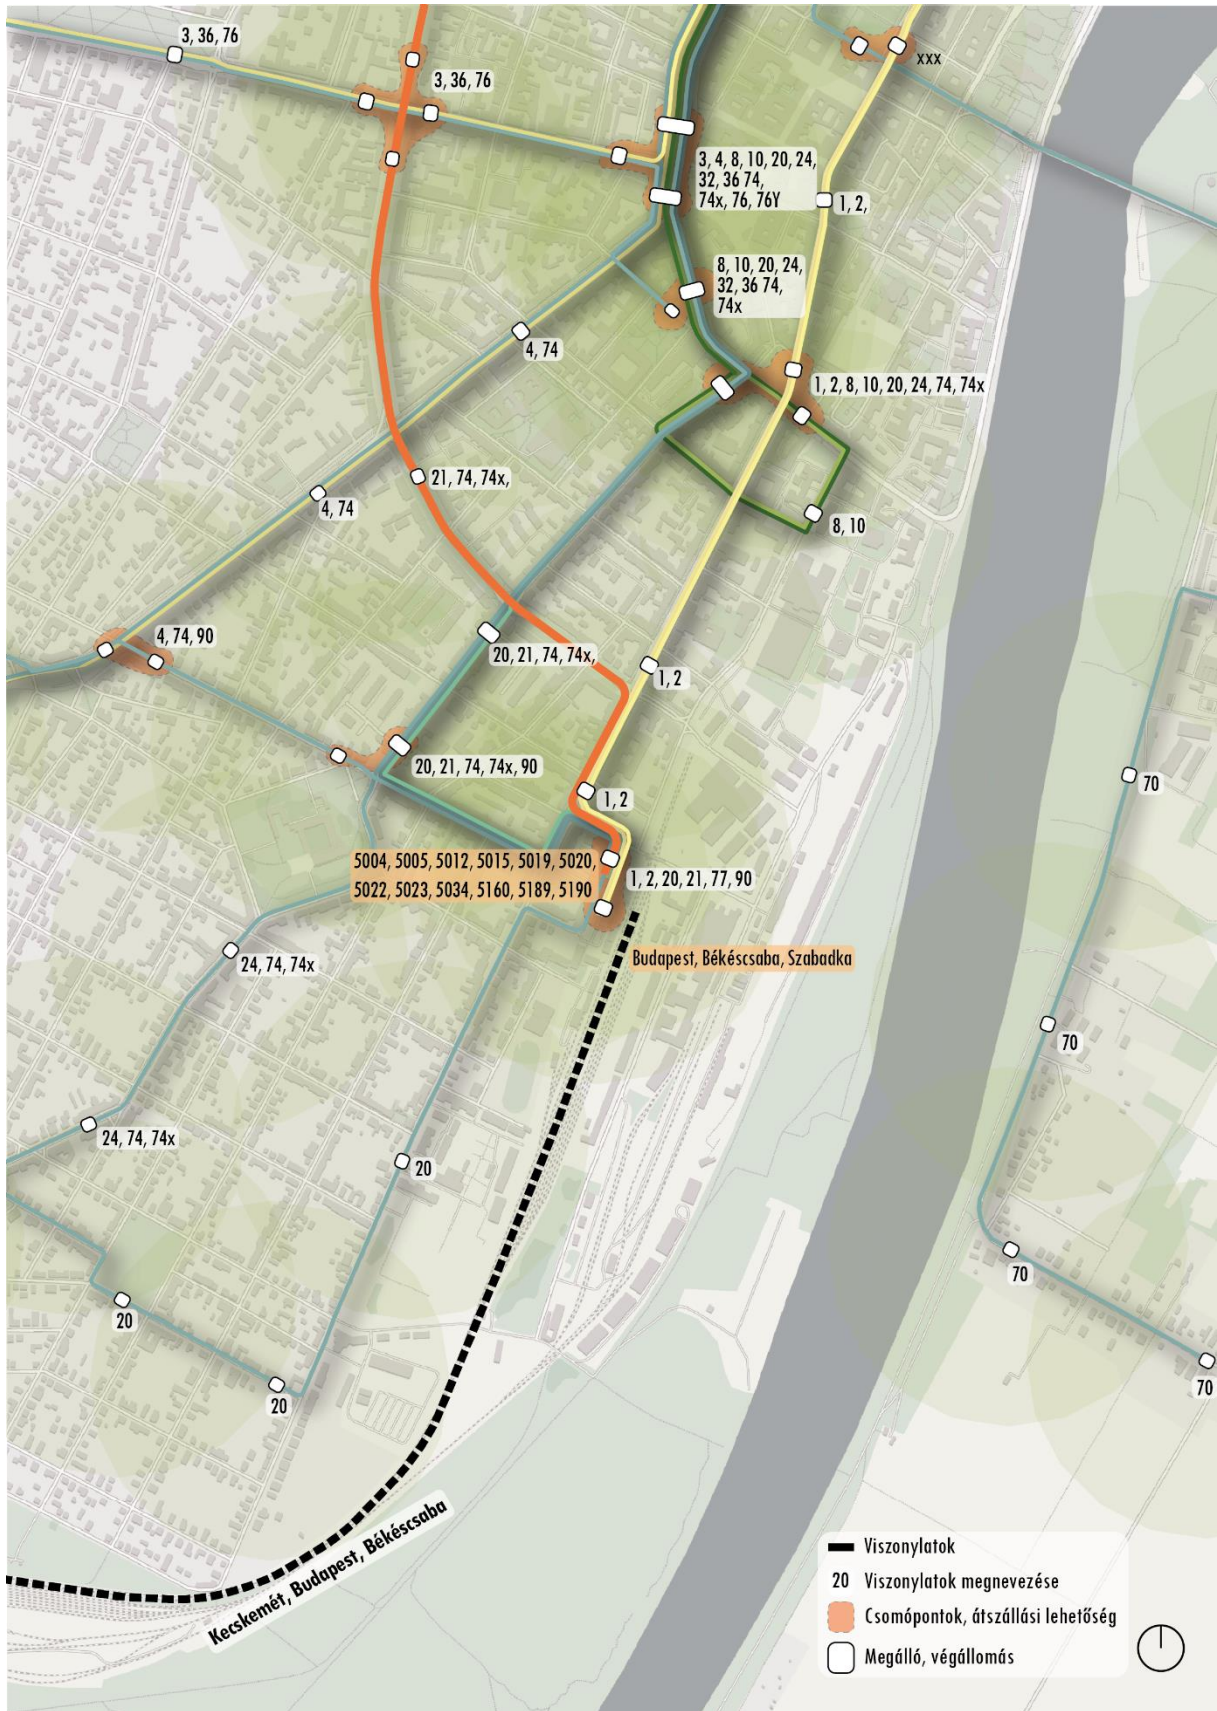 3, 36, 76
xxx
3, 36, 76
3, 4, 8, 10, 20, 24,
32, 36 74,
74x, 76, 76Y
1, 2,
8, 10, 20, 24,
32, 36 74,
74x
4, 74
1, 2, 8, 10, 20, 24, 74, 74x
21, 74, 74x,
4, 74
8, 10
4, 74, 90
20, 21, 74, 74x,
1, 2
20, 21, 74, 74x, 90
70
1, 2
5004, 5005, 5012, 5015, 5019, 5020,
5022, 5023, 5034, 5160, 5189, 5190
1, 2, 20, 21, 77, 90
24, 74, 74x
Budapest, Békéscsaba, Szabadka
70
24, 74, 74x
20
70
20
20
70
Kecskemét, Budapest, Békéscsaba
Viszonylatok
20 Viszonylatok megnevezése
Csomópontok, átszállási lehetőség
Megálló, végállomás